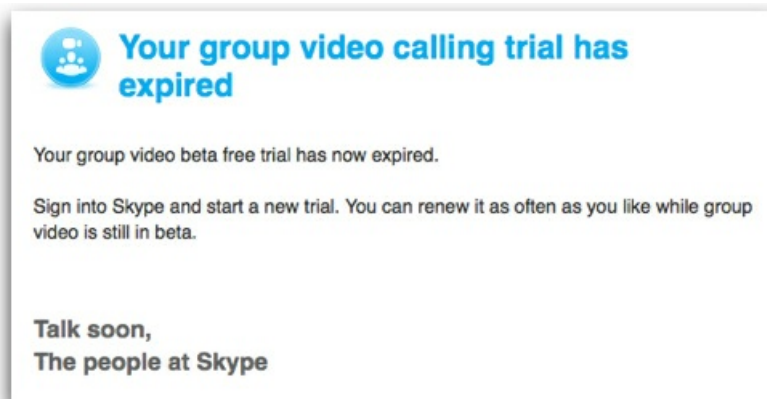 Your group video calling trial has
expired
Your group video beta free trial has now expired.
Sign into Skype and start a new trial. You can renew it as often as you like while group
video is still in beta.
Talk soon,
The people at Skype